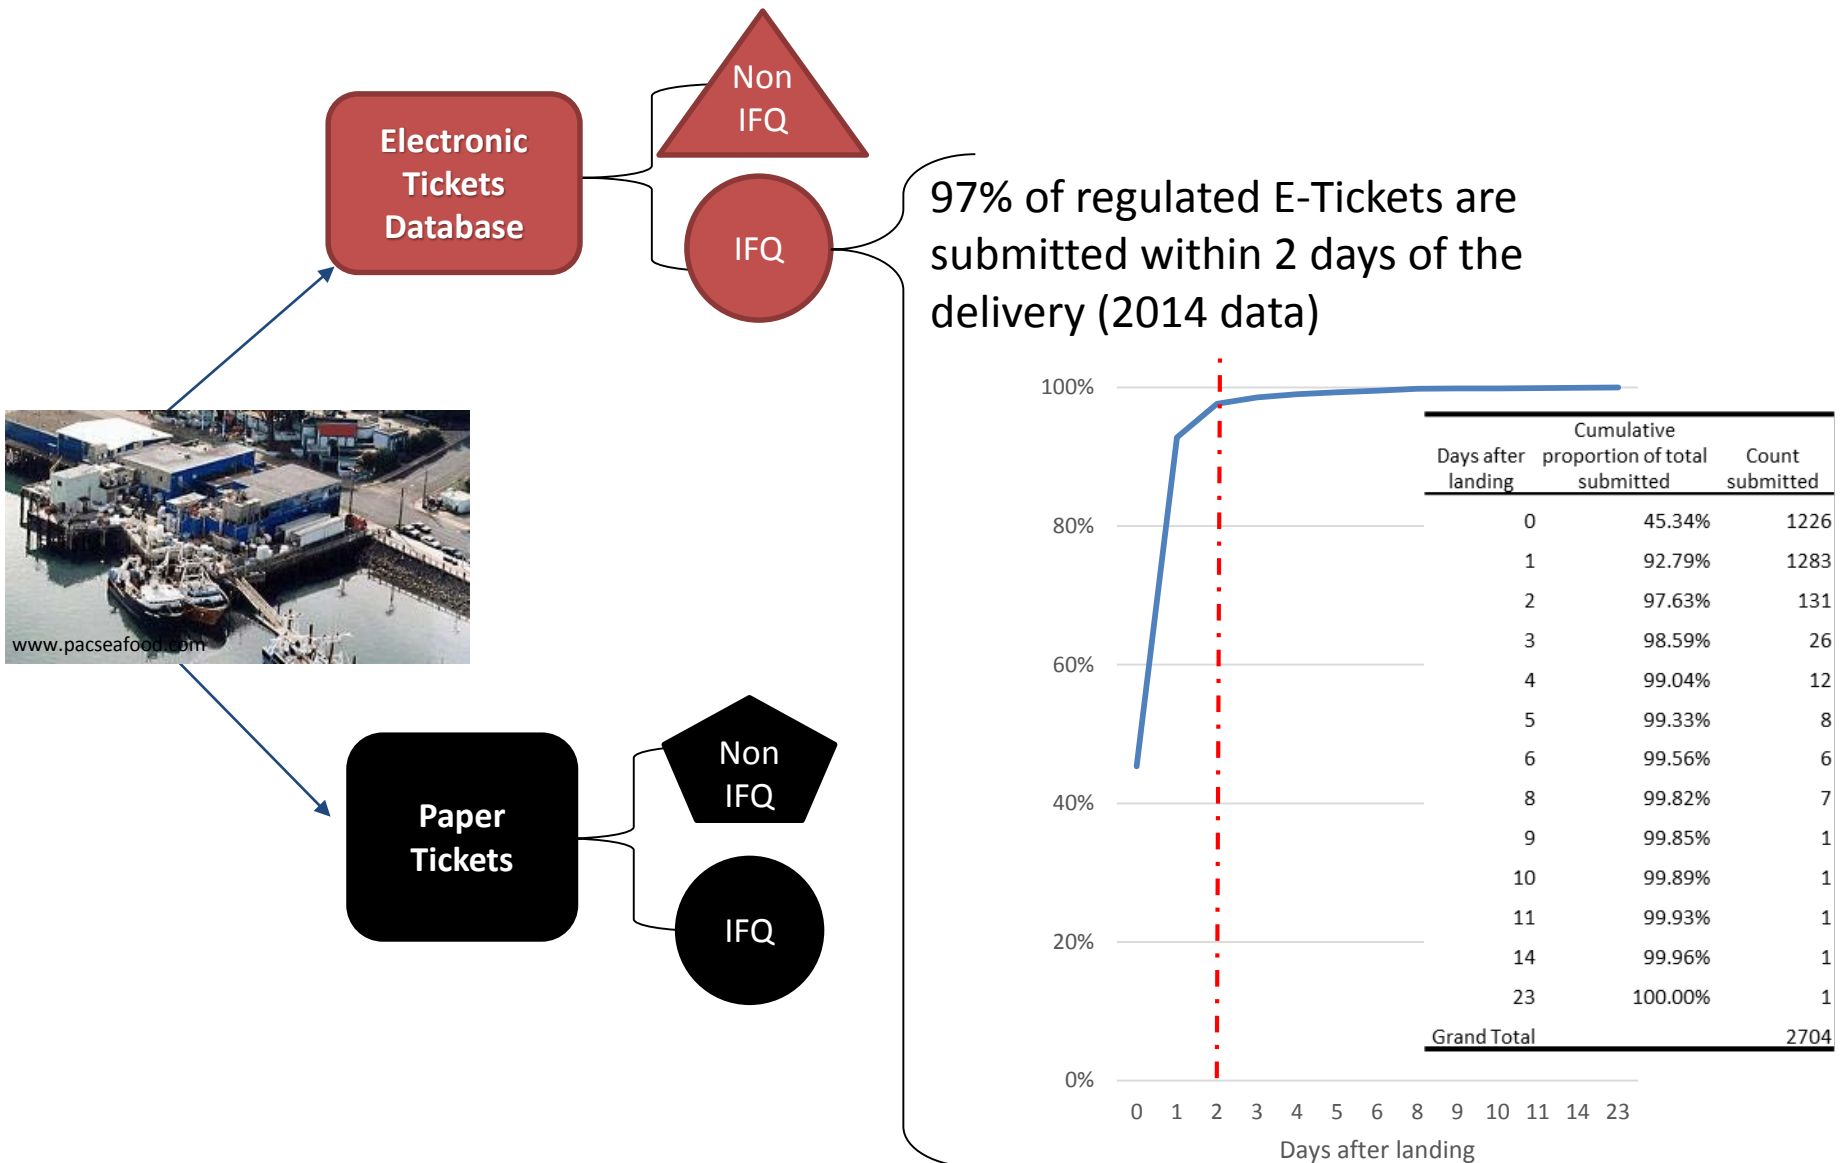 Non
IFQ
Electronic
Tickets
Database
IFQ
97% of regulated E-Tickets are
submitted within 2 days of the
delivery (2014 data)
www.pacseafood.com
Non
IFQ
Paper
Tickets
IFQ
100%
80%
60%
40%
20%
0%
0 1 2 3 4 5 6 8 9 10 11 14 23
Days after landing
Days after landing Cumulative proportion of total submitted Count submitted
0 45.34% 1226
1 92.79% 1283
2 97.63% 131
3 98.59% 26
4 99.04% 12
5 99.33% 8
6 99.56% 6
8 99.82% 7
9 99.85% 1
10 99.89% 1
11 99.93% 1
14 99.96% 1
23 100.00% 1
Grand Total 2704